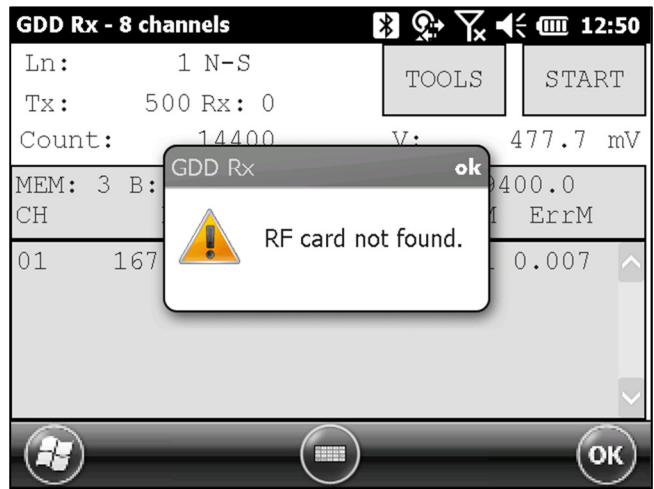 GDD Rx - 8 channels 12:50
Ln: 1 N-S
TOOLS START
Tx: 500 Rx: 0
Count: 14400 V: 477.7 mV
GDD Rx ok
MEM: 3 B: 400.0
CH ErrM
RF card not found.
01 167 0.007
OK